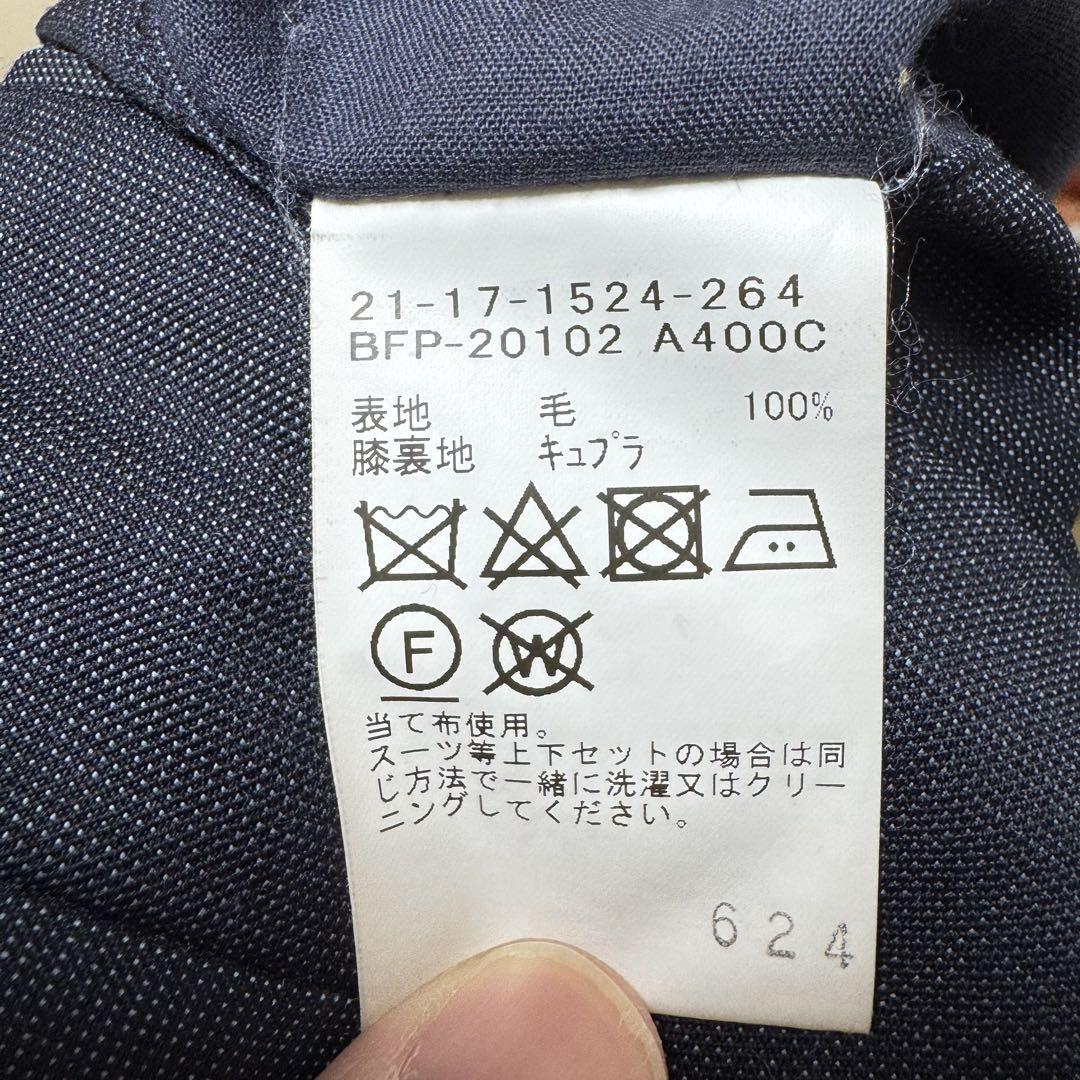 21-17-1524-264
BFP-20102 A400C
表地 毛 100%
膝裏地 キュプラ
F W
当て布使用。
スーツ等上下セットの場合は同
じ方法で一緒に洗濯又はクリー
ニングしてください。
624